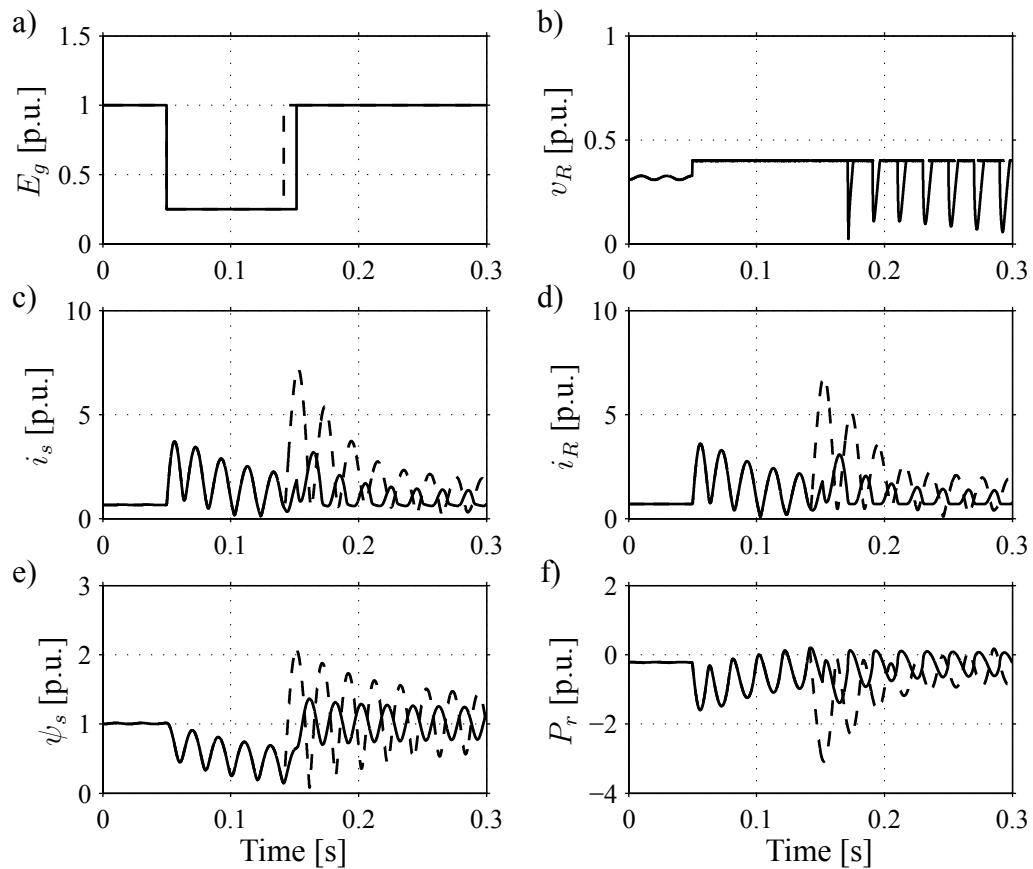 a)
1.5
1
0.5
0
E_g [p.u.]
0 0.1 0.2 0.3
b)
1
0.5
0
v_R [p.u.]
0 0.1 0.2 0.3
c)
10
5
0
i_s [p.u.]
0 0.1 0.2 0.3
d)
10
5
0
i_R [p.u.]
0 0.1 0.2 0.3
e)
3
2
1
0
ψ_s [p.u.]
0 0.1 0.2 0.3
Time [s]
f)
2
0
−2
−4
P_r [p.u.]
0 0.1 0.2 0.3
Time [s]